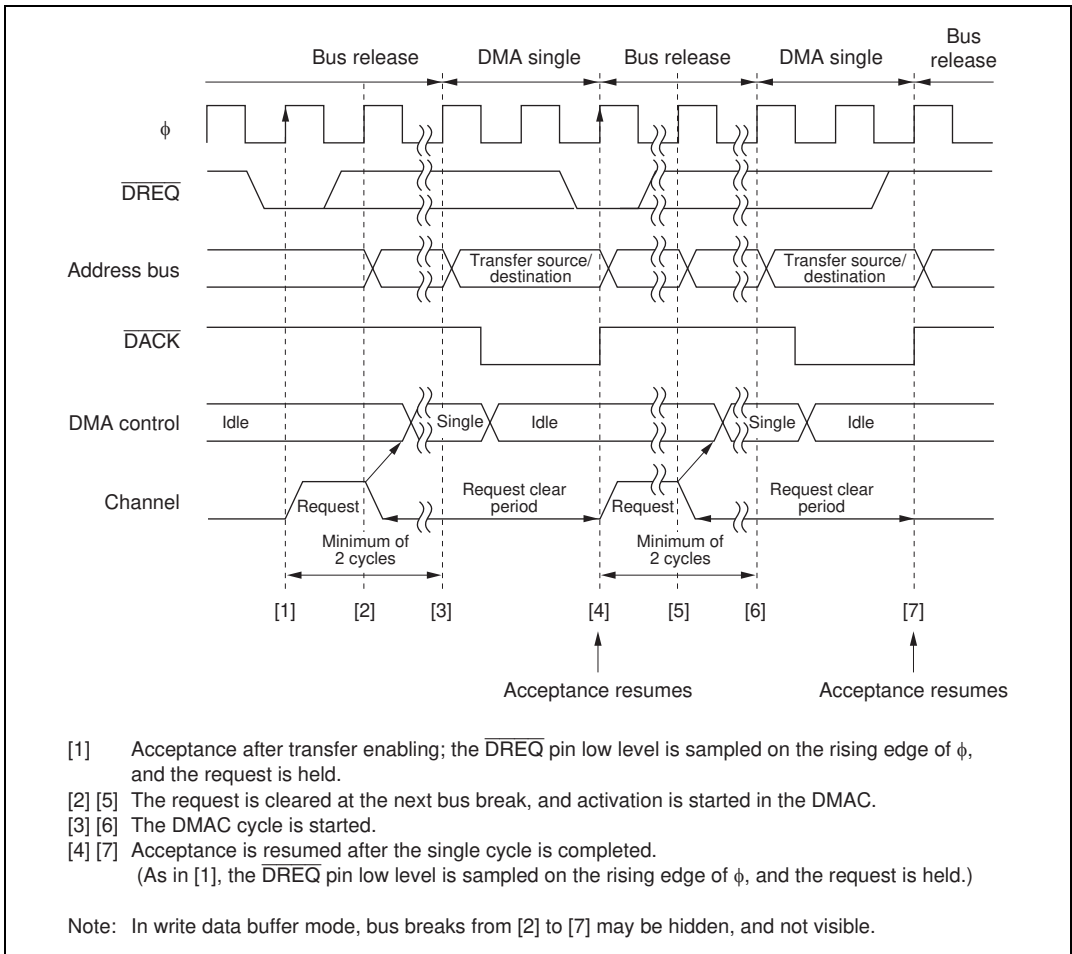 Bus release
DMA single
Bus release
DMA single
Bus
release
φ
DREQ
Address bus
Transfer source/
destination
Transfer source/
destination
DACK
DMA control
Idle
Single
Idle
Single
Idle
Channel
Request
Request clear
period
Request
Request clear
period
Minimum of
2 cycles
Minimum of
2 cycles
[1] [2] [3] [4] [5] [6] [7]
Acceptance resumes
Acceptance resumes
[1] Acceptance after transfer enabling; the DREQ pin low level is sampled on the rising edge of φ,
and the request is held.
[2] [5] The request is cleared at the next bus break, and activation is started in the DMAC.
[3] [6] The DMAC cycle is started.
[4] [7] Acceptance is resumed after the single cycle is completed.
(As in [1], the DREQ pin low level is sampled on the rising edge of φ, and the request is held.)
Note: In write data buffer mode, bus breaks from [2] to [7] may be hidden, and not visible.